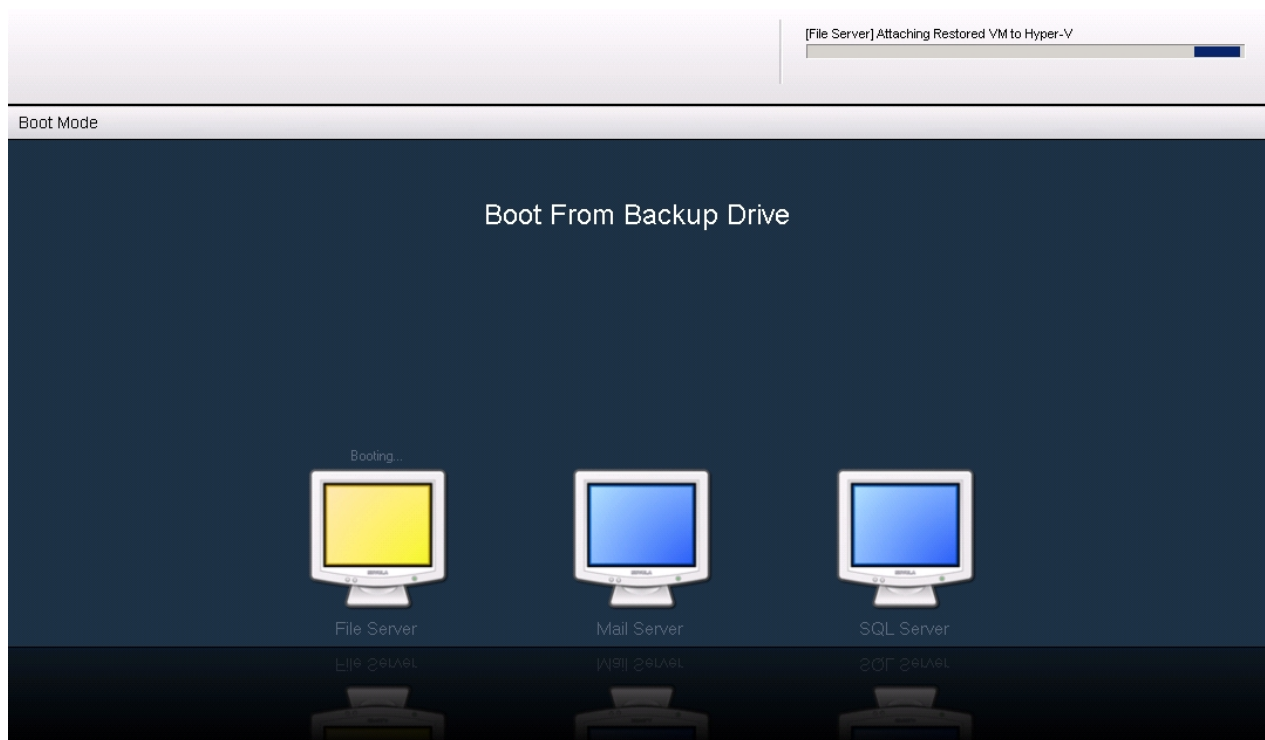 [File Server] Attaching Restored VM to Hyper-V
Boot Mode
Boot From Backup Drive
Booting...
File Server
Mail Server
SQL Server